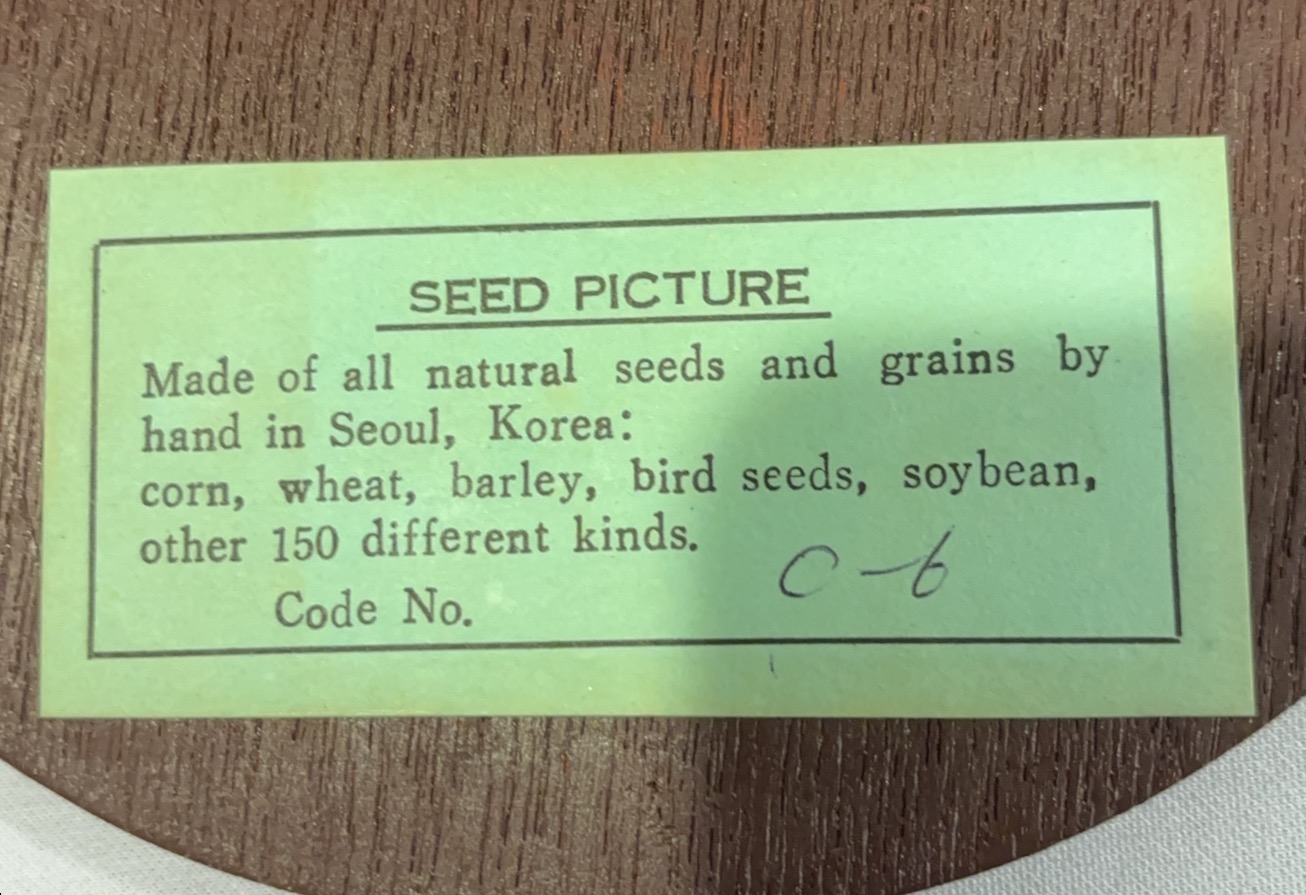 SEED PICTURE
Made of all natural seeds and grains by
hand in Seoul, Korea:
corn, wheat, barley, bird seeds, soybean,
other 150 different kinds.
Code No. C-6